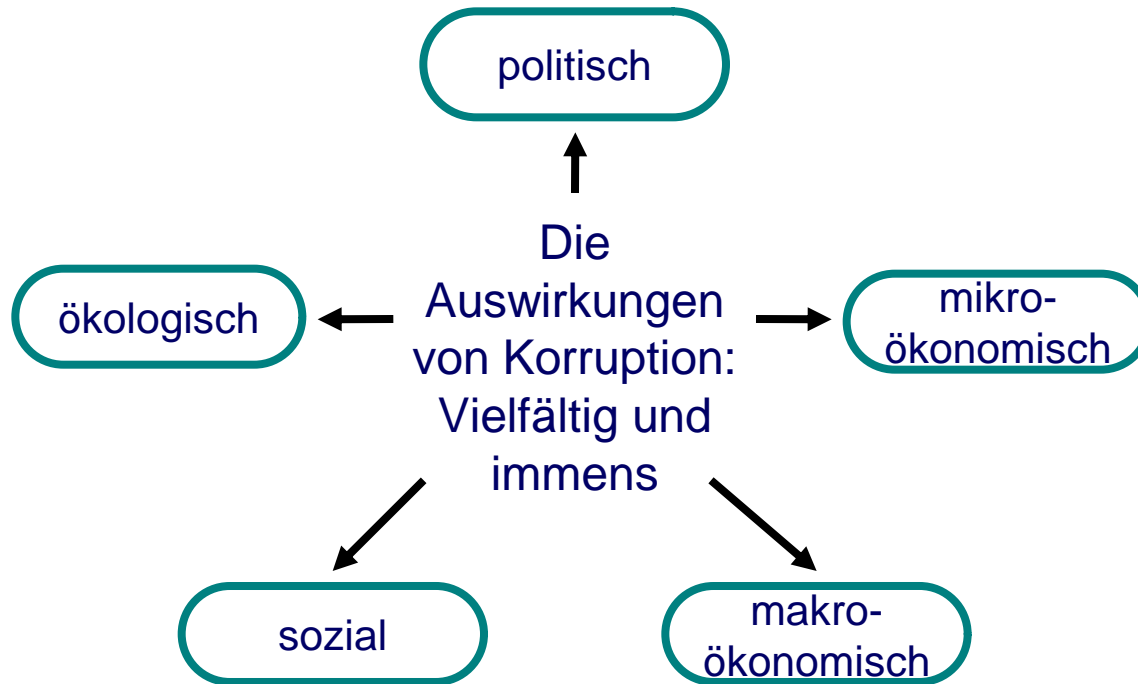 politisch
Die
Auswirkungen
von Korruption:
Vielfältig und
immens
ökologisch
mikro-
ökonomisch
sozial
makro-
ökonomisch